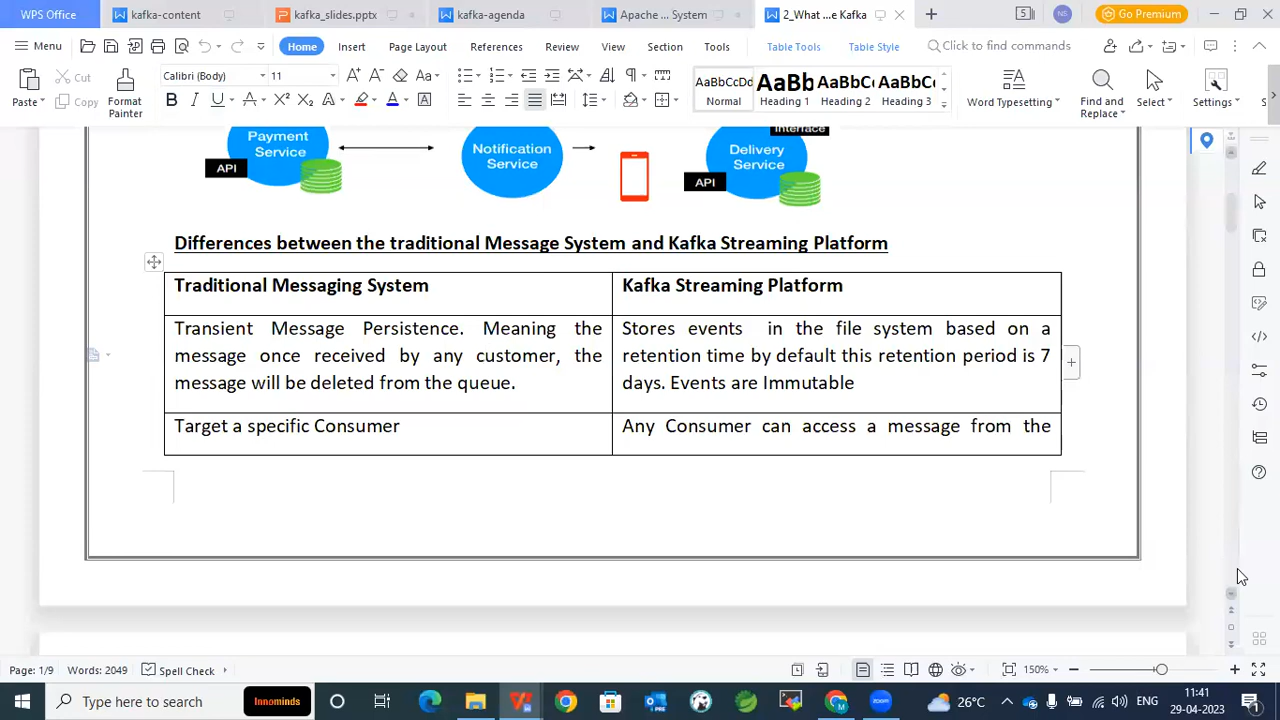 WPS Office
kafka-content
kafka_slides.pptx
kafka-agenda
Apache ... System
2_What ...e Kafka
5
NS
Go Premium
Menu
Home
Insert
Page Layout
References
Review
View
Section
Tools
Table Tools
Table Style
Click to find commands
Paste
Cut
Copy
Format Painter
Calibri (Body)
11
AaBbCcDd
AaBb
AaBbC
AaBbC
Normal
Heading 1
Heading 2
Heading 3
Word Typesetting
Find and Replace
Select
Settings
Payment Service
API
Notification Service
Interface
Delivery Service
API
Differences between the traditional Message System and Kafka Streaming Platform
Traditional Messaging System
Kafka Streaming Platform
Transient Message Persistence. Meaning the
message once received by any customer, the
message will be deleted from the queue.
Stores events in the file system based on a
retention time by default this retention period is 7
days. Events are Immutable
Target a specific Consumer
Any Consumer can access a message from the
Page: 1/9
Words: 2049
Spell Check
150%
Type here to search
Innominds
26°C
ENG
11:41
29-04-2023
1